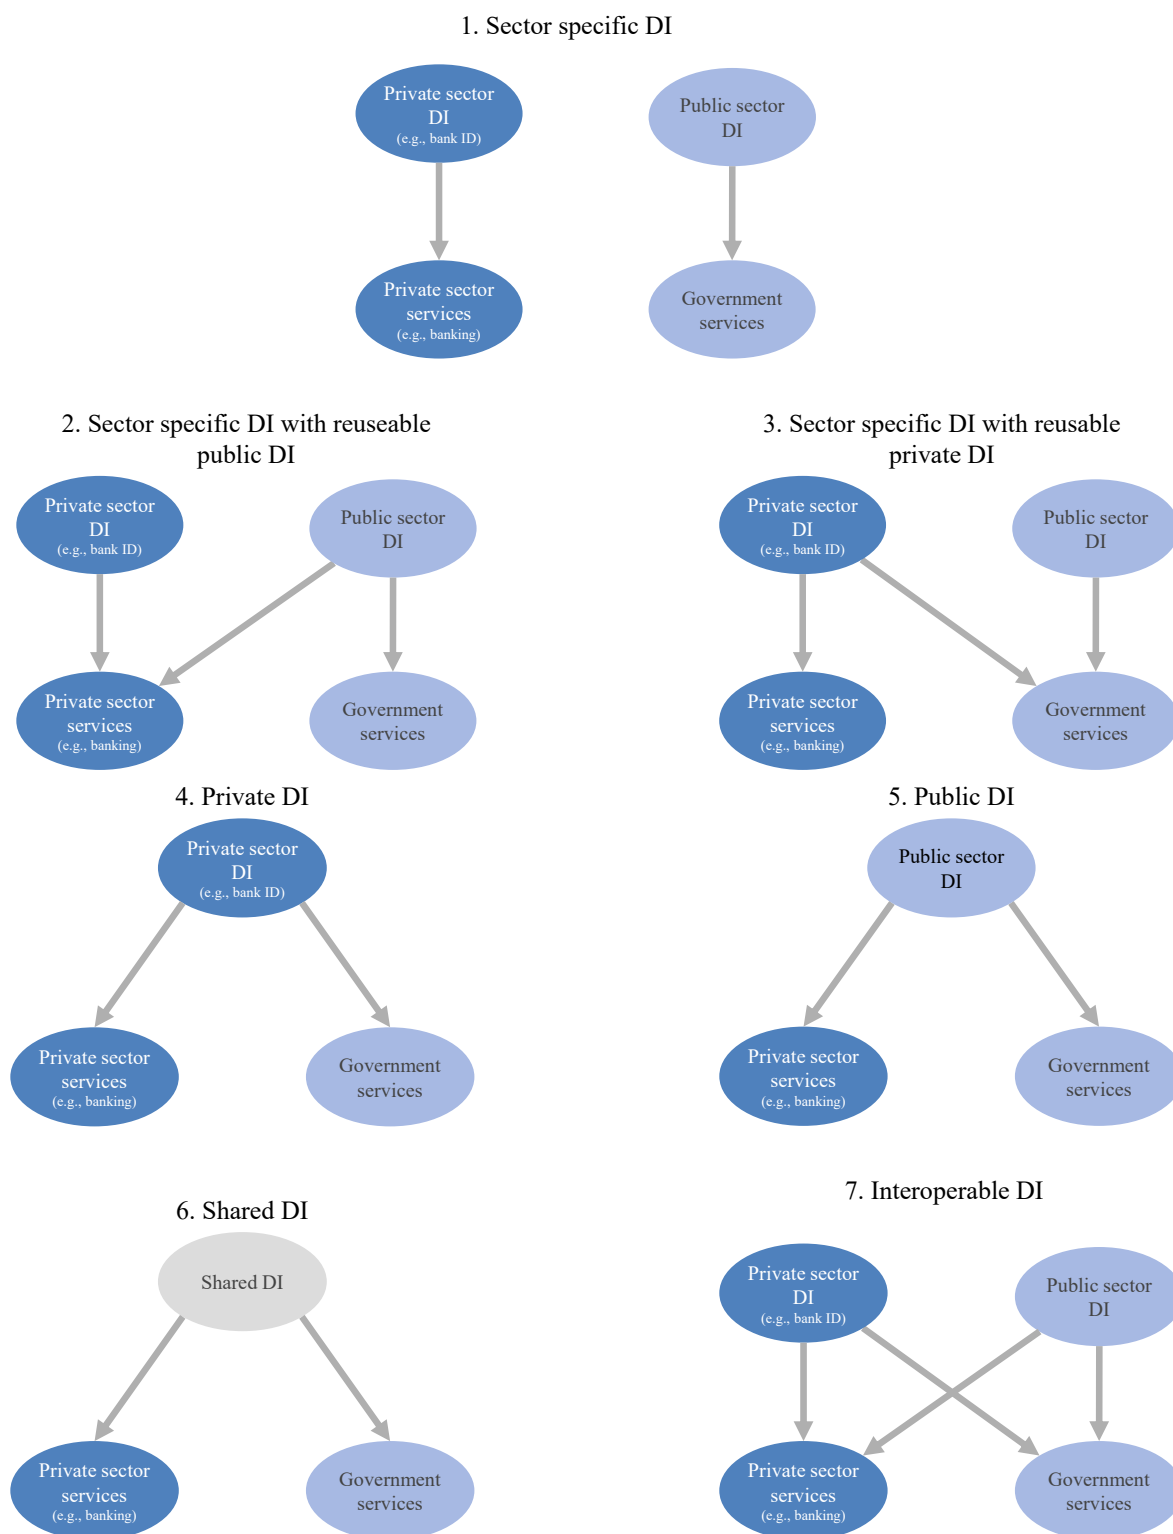 1. Sector specific DI
Private sector
DI
(e.g., bank ID)
Public sector
DI
Private sector
services
(e.g., banking)
Government
services
2. Sector specific DI with reuseable
public DI
Private sector
DI
(e.g., bank ID)
Public sector
DI
Private sector
services
(e.g., banking)
Government
services
3. Sector specific DI with reusable
private DI
Private sector
DI
(e.g., bank ID)
Public sector
DI
Private sector
services
(e.g., banking)
Government
services
4. Private DI
Private sector
DI
(e.g., bank ID)
Private sector
services
(e.g., banking)
Government
services
5. Public DI
Public sector
DI
Private sector
services
(e.g., banking)
Government
services
6. Shared DI
Shared DI
Private sector
services
(e.g., banking)
Government
services
7. Interoperable DI
Private sector
DI
(e.g., bank ID)
Public sector
DI
Private sector
services
(e.g., banking)
Government
services